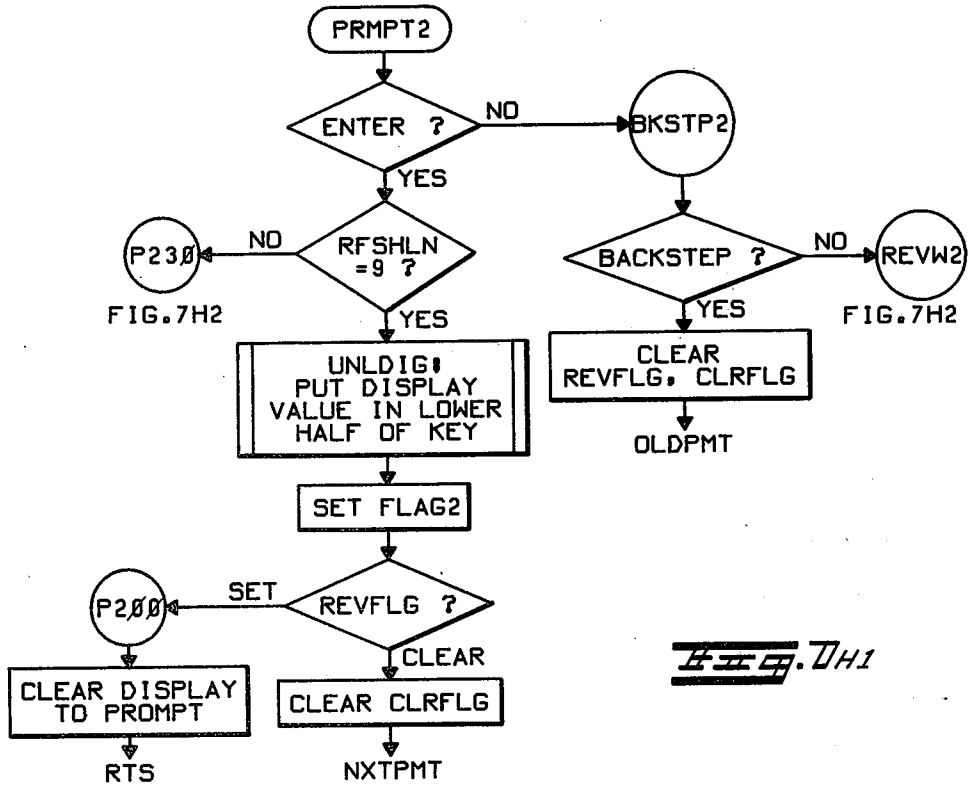 PRMPT2
ENTER ?
NO
BKSTP2
YES
RFSHLN
=9 ?
NO
P230
FIG.7H2
YES
BACKSTEP ?
NO
REVW2
FIG.7H2
YES
UNLDIG:
PUT DISPLAY
VALUE IN LOWER
HALF OF KEY
CLEAR
REVFLG, CLRFLG
OLDPMT
SET FLAG2
REVFLG ?
SET
P200
CLEAR
CLEAR DISPLAY
TO PROMPT
CLEAR CLRFLG
RTS
NXTPMT
Fig. 7H1